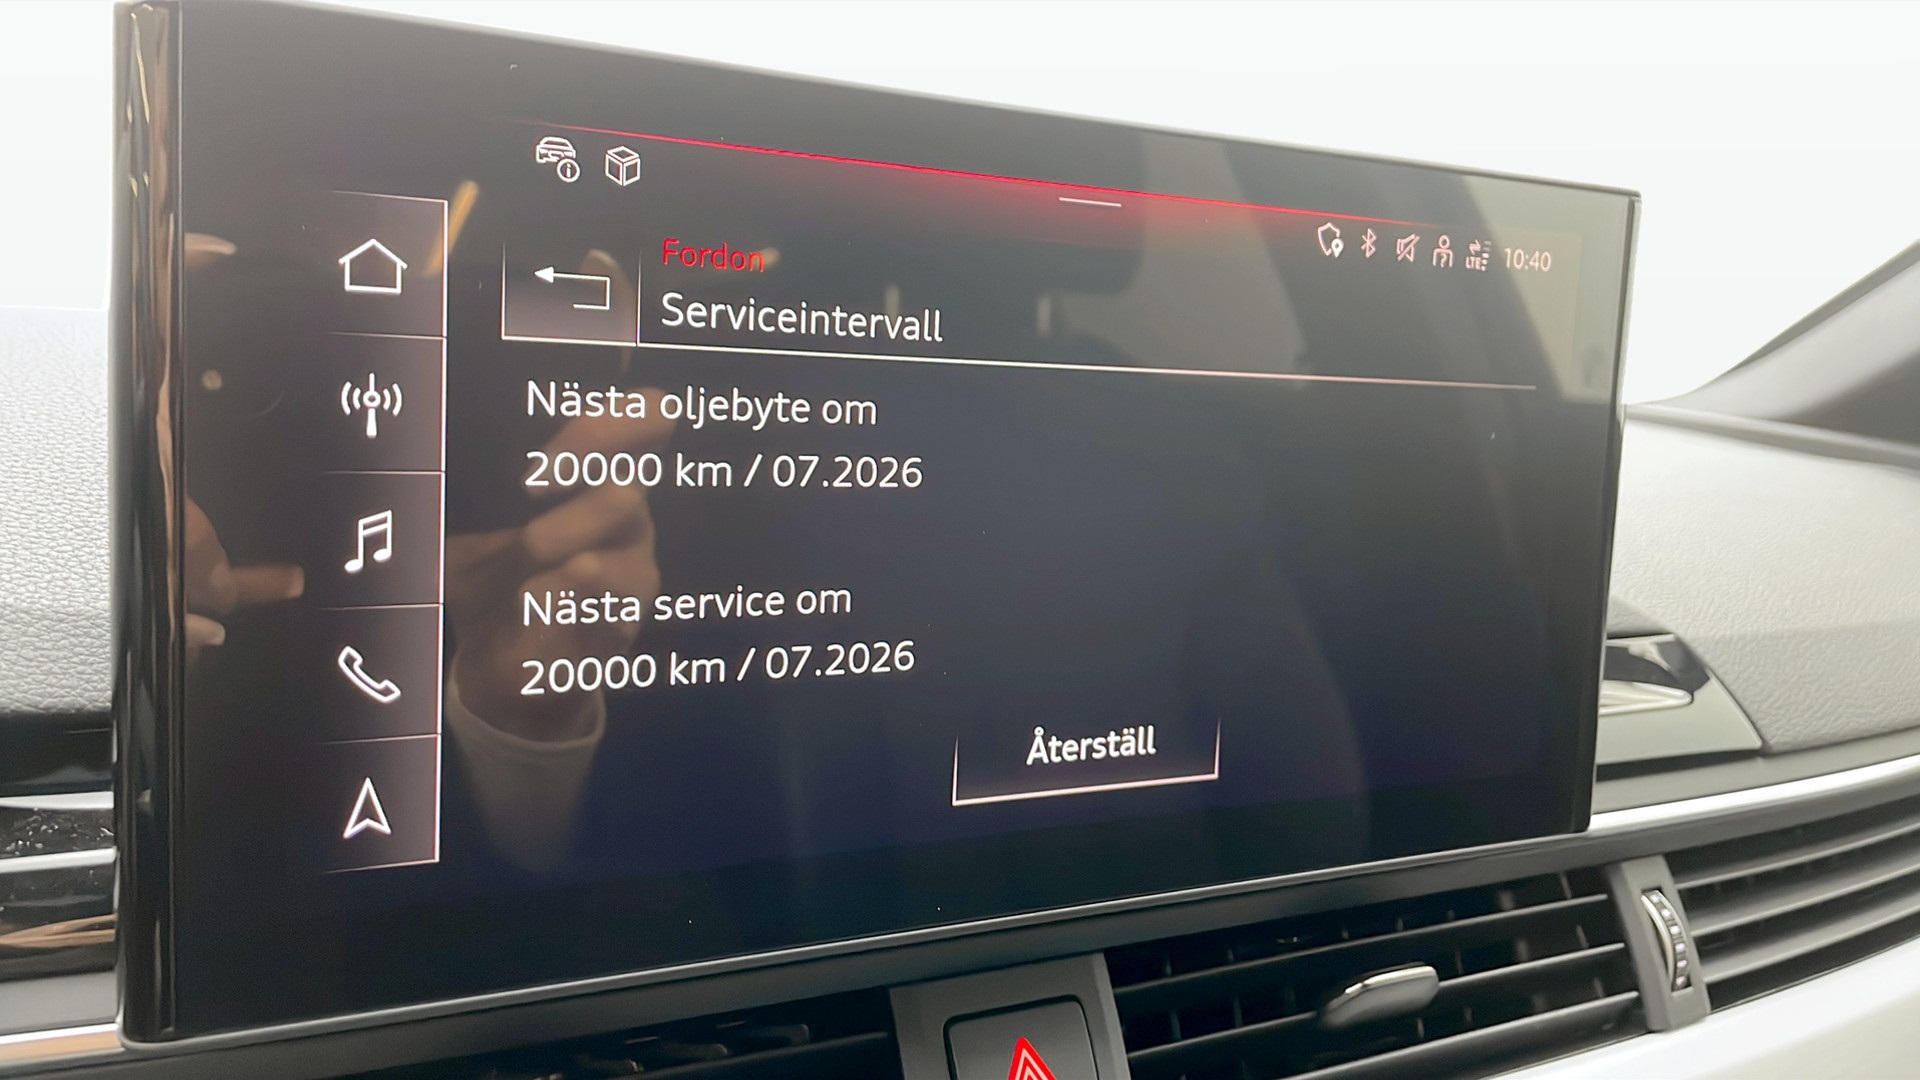 Fordon
Serviceintervall
LTE
10:40
Nästa oljebyte om
20000 km / 07.2026
Nästa service om
20000 km / 07.2026
Återställ